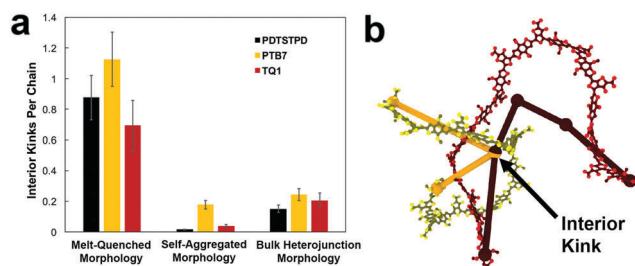 a
Interior Kinks Per Chain
1.4
1.2
1
0.8
0.6
0.4
0.2
0
PDTSTPD
PTB7
TQ1
Melt-Quenched
Morphology
Self-Aggregated
Morphology
Bulk Heterojunction
Morphology
b
Interior
Kink